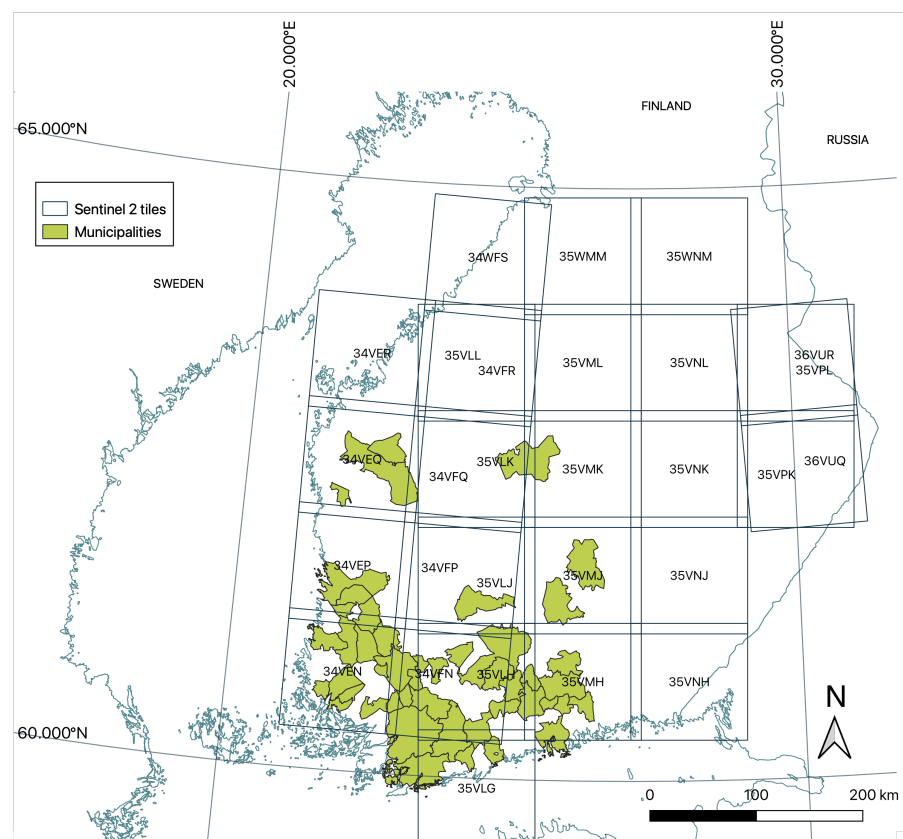 20.000°E
30.000°E
FINLAND
65.000°N
RUSSIA
Sentinel 2 tiles
Municipalities
SWEDEN
34WFS
35WMM
35WNM
34VER
35VLL
34VFR
35VML
35VNL
36VUR
35VPL
34VEQ
35VLK
34VFQ
35VMK
35VNK
36VUQ
35VPK
34VEP
34VFP
35VLJ
35VMJ
35VNJ
34VEN
34VFN
35VLH
35VMH
35VNH
N
60.000°N
35VLG
0 100 200 km